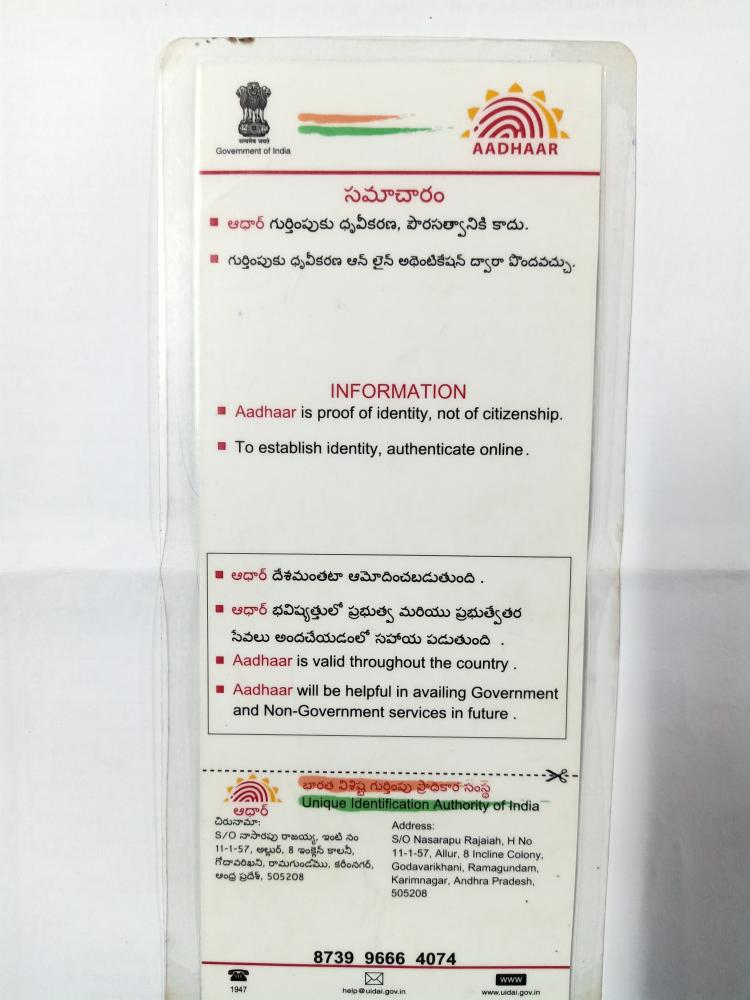 सत्यमेव जयते
Government of India
AADHAAR
సమాచారం
ఆధార్ గుర్తింపుకు ధృవీకరణ, పౌరసత్వానికి కాదు.
గుర్తింపుకు ధృవీకరణ ఆన్ లైన్ అథెంటికేషన్ ద్వారా పొందవచ్చు.
INFORMATION
Aadhaar is proof of identity, not of citizenship.
To establish identity, authenticate online.
ఆధార్ దేశమంతటా ఆమోదించబడుతుంది .
ఆధార్ భవిష్యత్తులో ప్రభుత్వ మరియు ప్రభుత్వేతర
సేవలు అందచేయడంలో సహాయ పడుతుంది .
Aadhaar is valid throughout the country .
Aadhaar will be helpful in availing Government
and Non-Government services in future .
భారత విశిష్ట గుర్తింపు ప్రాధికార సంస్థ
Unique Identification Authority of India
ఆధార్
చిరునామా:
S/O నాసారపు రాజయ్య, ఇంటి నం
11-1-57, అల్లుర్, 8 ఇంక్లైన్ కాలనీ,
గోదావరిఖని, రామగుండము, కరీంనగర్,
ఆంధ్ర ప్రదేశ్, 505208
Address:
S/O Nasarapu Rajaiah, H No
11-1-57, Allur, 8 Incline Colony,
Godavarikhani, Ramagundam,
Karimnagar, Andhra Pradesh,
505208
8739 9666 4074
1947
help@uidai.gov.in
WWW
www.uidai.gov.in